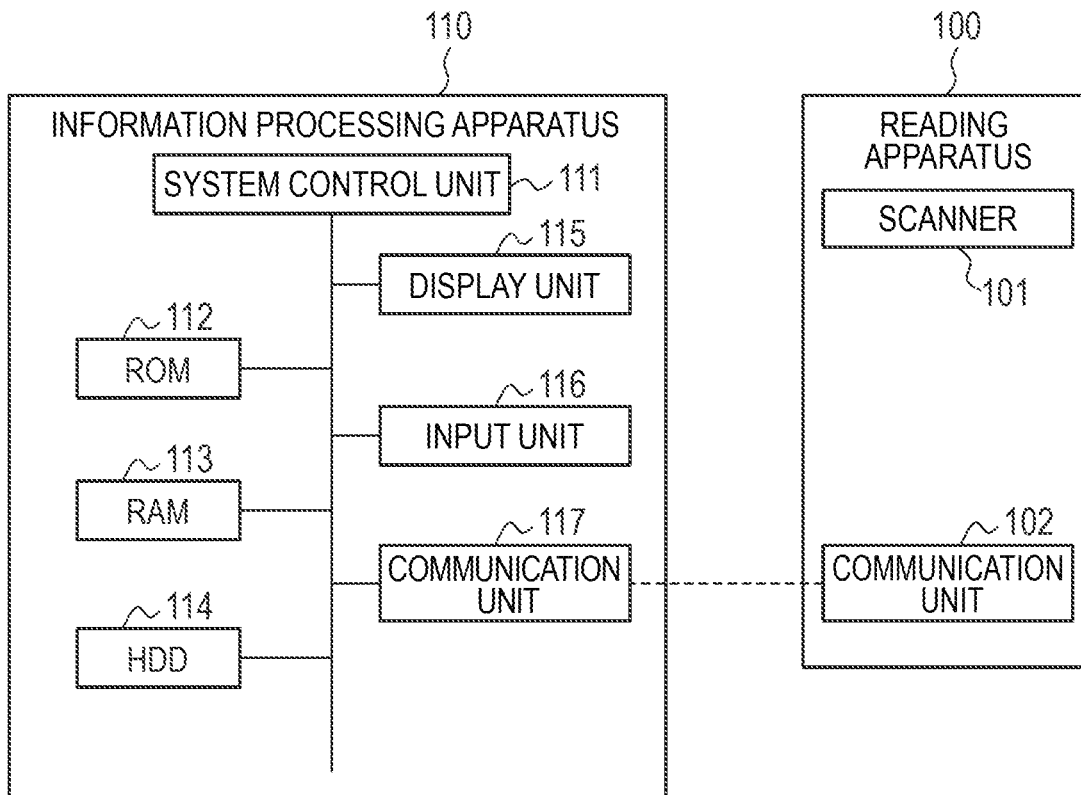 110
100
INFORMATION PROCESSING APPARATUS
SYSTEM CONTROL UNIT
111
115
DISPLAY UNIT
112
ROM
116
INPUT UNIT
113
RAM
117
COMMUNICATION
UNIT
114
HDD
READING
APPARATUS
SCANNER
101
102
COMMUNICATION
UNIT